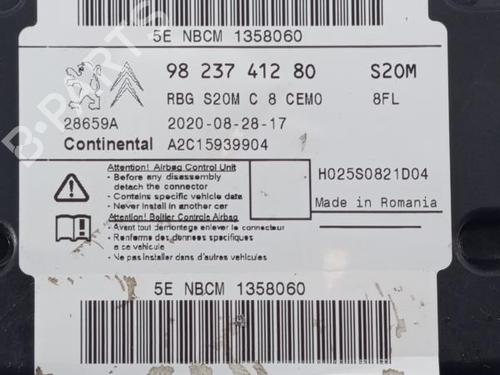 5E NBCM 1358060
98 237 412 80 S20M
RBG S20M C 8 CEMO 8FL
28659A 2020-08-28-17
Continental A2C15939904
Attention! Airbag Control Unit
- Before any disassembly
detach the connector
- Contains specific vehicle data
- Never install in another car
Attention! Boîtier Contrôle Airbag
- Avant tout démontage enlever le connecteur
- Renferme des données spécifiques
à ce véhicule
- Ne pas installer dans d'autres véhicules
H025S0821D04
Made in Romania
5E NBCM 1358060
B-PARTS